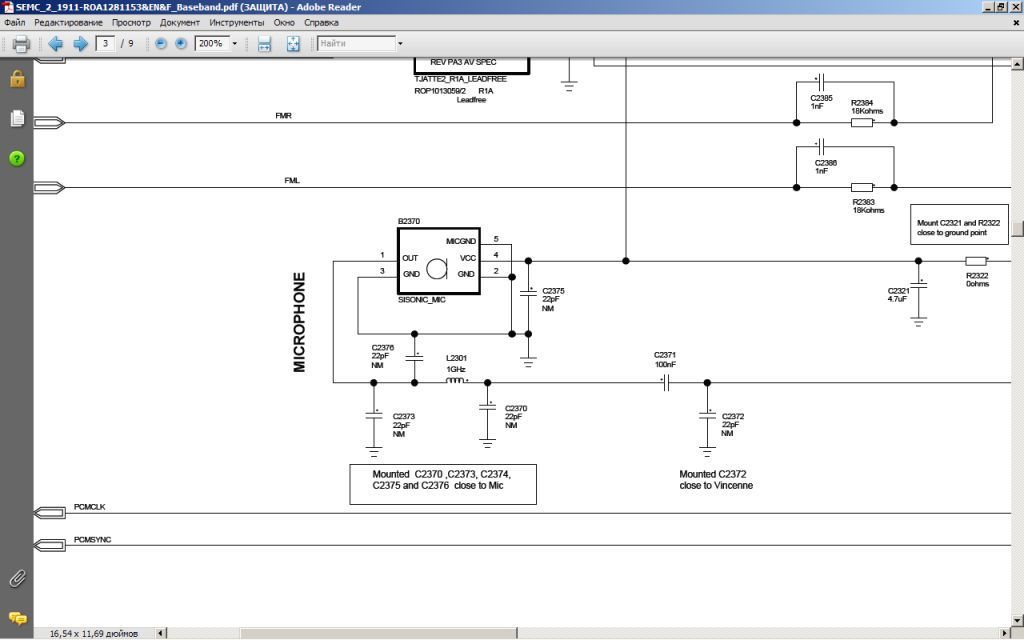 SEMC_2_1911-ROA1281153&EN&F_Baseband.pdf (ЗАЩИТА) - Adobe Reader
Файл Редактирование Просмотр Документ Инструменты Окно Справка
3 / 9 200% Найти
REV PA3 AV SPEC
TJATTE2_R1A_LEADFREE
ROP1013059/2 R1A
Leadfree
C2385
1nF
R2384
18Kohms
FMR
C2386
1nF
FML
R2383
18Kohms
Mount C2321 and R2322
close to ground point
B2370
MICGND 5
1 OUT VCC 4
3 GND GND 2
SISONIC_MIC
R2322
0ohms
C2321
4.7uF
C2375
22pF
NM
MICROPHONE
C2376
22pF
NM
L2301
1GHz
C2371
100nF
C2373
22pF
NM
C2370
22pF
NM
C2372
22pF
NM
Mounted C2370 ,C2373, C2374,
C2375 and C2376 close to Mic
Mounted C2372
close to Vincenne
PCMCLK
PCMSYNC
16,54 x 11,69 дюймов